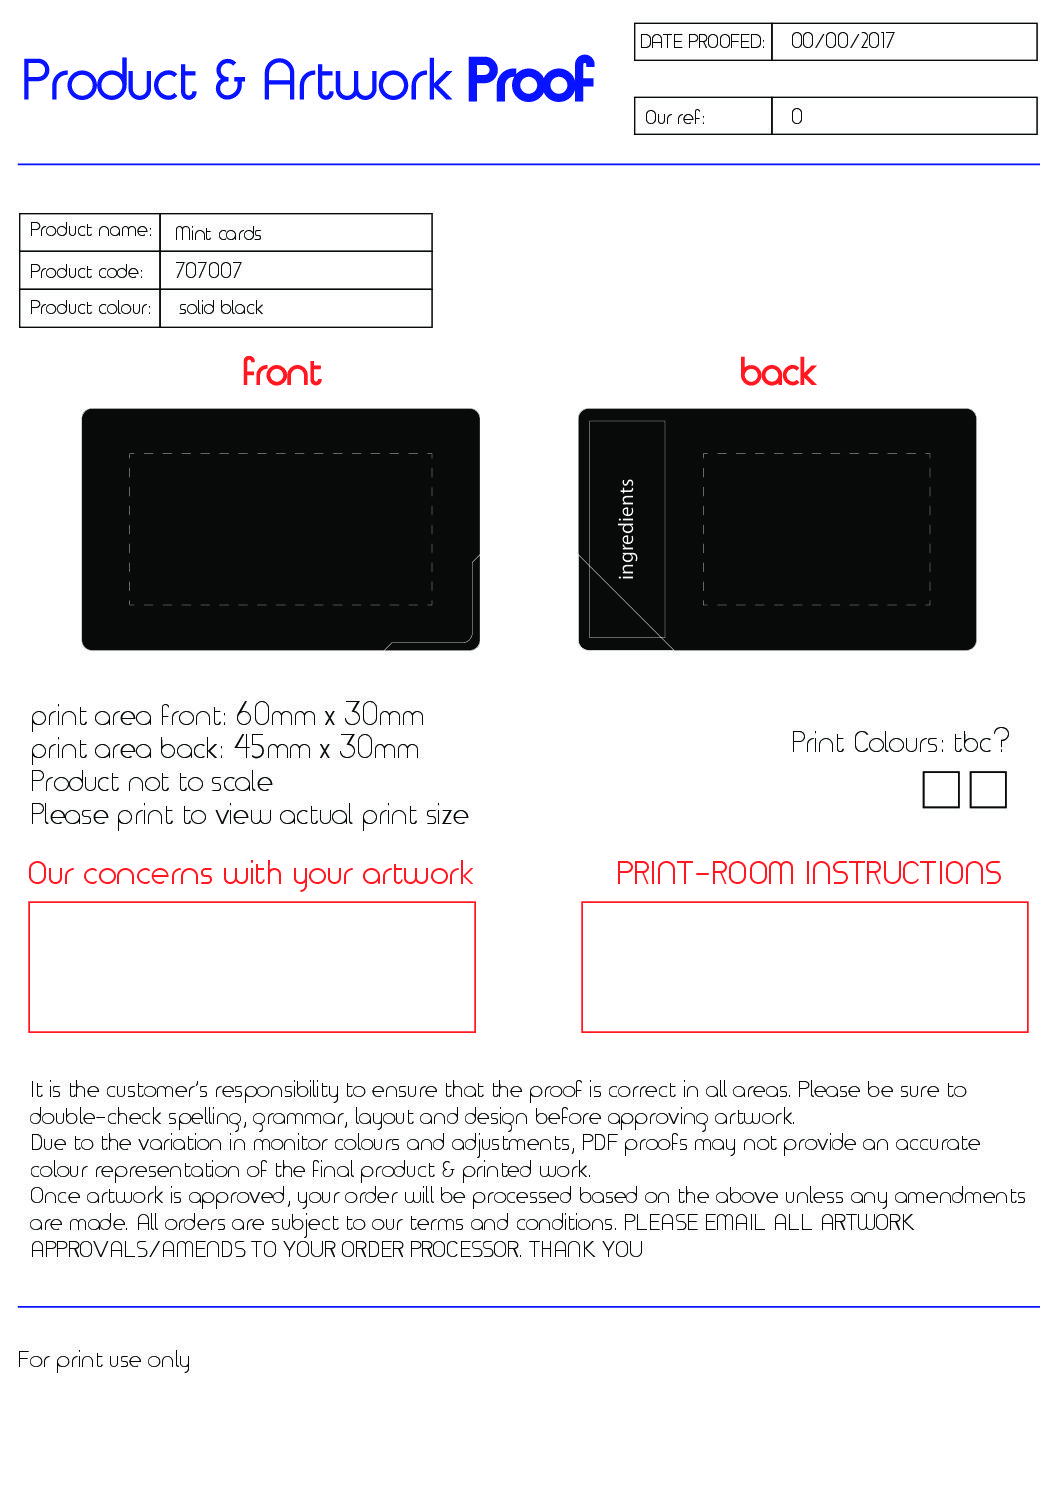 Product & Artwork Proof
DATE PROOFED: 00/00/2017
Our ref: 0
Product name: Mint cards
Product code: 707007
Product colour: solid black
front
back
ingredients
print area front: 60mm x 30mm
print area back: 45mm x 30mm
Product not to scale
Please print to view actual print size
Print Colours: tbc?
Our concerns with your artwork
PRINT-ROOM INSTRUCTIONS
It is the customer's responsibility to ensure that the proof is correct in all areas. Please be sure to
double-check spelling, grammar, layout and design before approving artwork.
Due to the variation in monitor colours and adjustments, PDF proofs may not provide an accurate
colour representation of the final product & printed work.
Once artwork is approved, your order will be processed based on the above unless any amendments
are made. All orders are subject to our terms and conditions. PLEASE EMAIL ALL ARTWORK
APPROVALS/AMENDS TO YOUR ORDER PROCESSOR. THANK YOU
For print use only